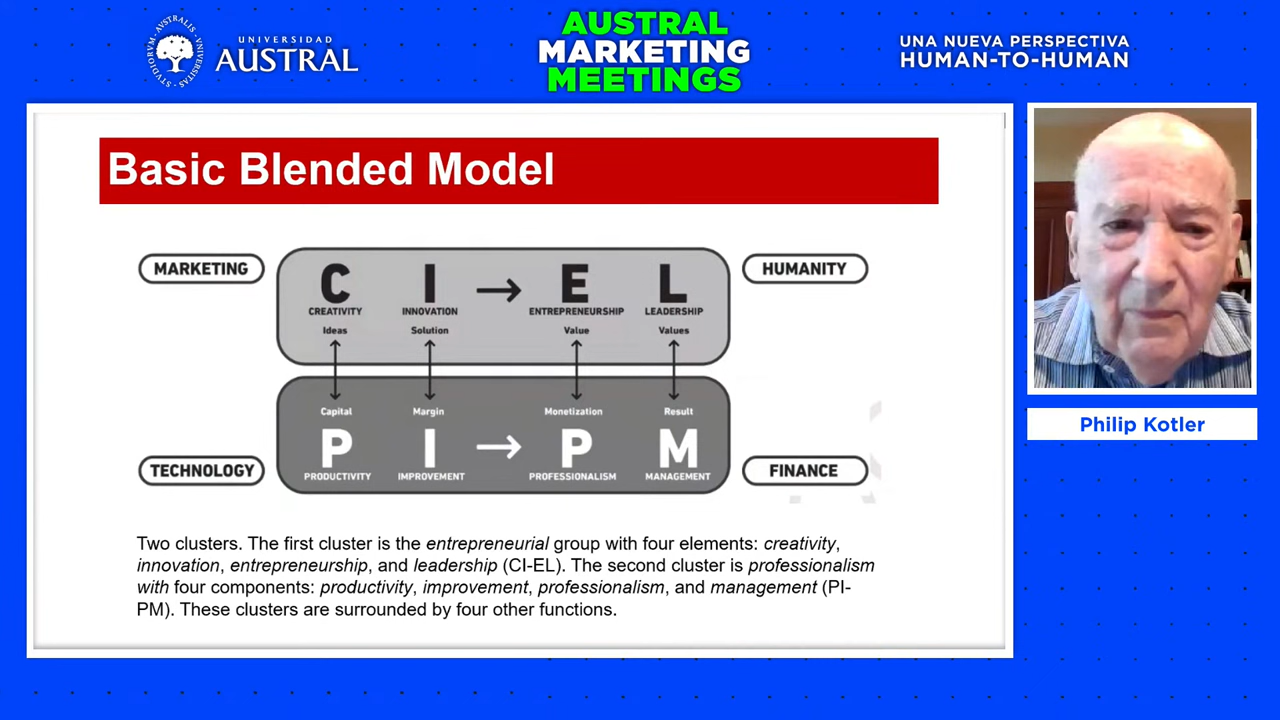 STVDIORVM · AVSTRALIS · VNIVERSITAS
UNIVERSIDAD
AUSTRAL
AUSTRAL
MARKETING
MEETINGS
UNA NUEVA PERSPECTIVA
HUMAN-TO-HUMAN
Basic Blended Model
MARKETING
C I → E L
CREATIVITY INNOVATION ENTREPRENEURSHIP LEADERSHIP
Ideas Solution Value Values
HUMANITY
Capital Margin Monetization Result
P I → P M
PRODUCTIVITY IMPROVEMENT PROFESSIONALISM MANAGEMENT
TECHNOLOGY
FINANCE
Two clusters. The first cluster is the entrepreneurial group with four elements: creativity,
innovation, entrepreneurship, and leadership (CI-EL). The second cluster is professionalism
with four components: productivity, improvement, professionalism, and management (PI-
PM). These clusters are surrounded by four other functions.
Philip Kotler